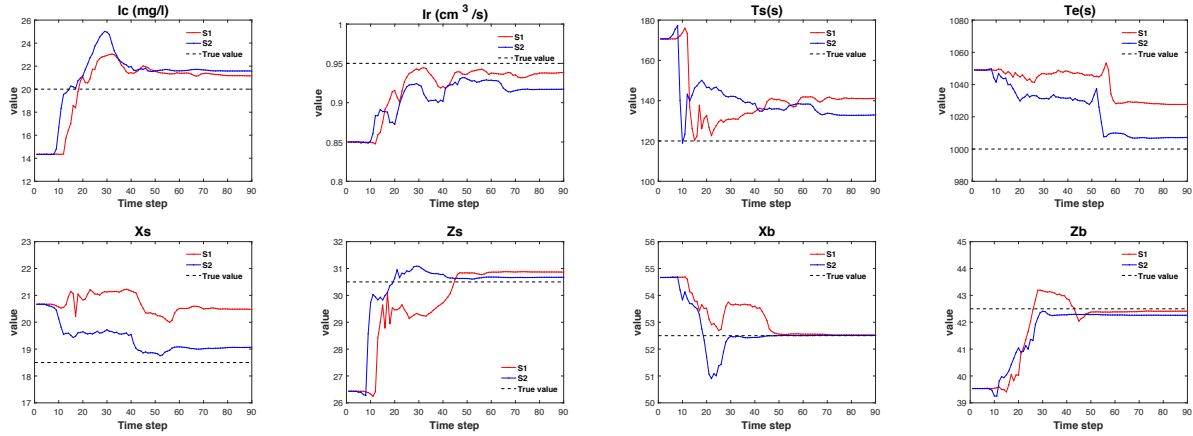 Ic (mg/l)
26
24
22
20
18
16
14
12
value
0 10 20 30 40 50 60 70 80 90
Time step
S1
S2
True value
Ir (cm 3 /s)
1
0.95
0.9
0.85
0.8
value
0 10 20 30 40 50 60 70 80 90
Time step
S1
S2
True value
Ts(s)
180
160
140
120
100
value
0 10 20 30 40 50 60 70 80 90
Time step
S1
S2
True value
Te(s)
1080
1060
1040
1020
1000
980
value
0 10 20 30 40 50 60 70 80 90
Time step
S1
S2
True value
Xs
23
22
21
20
19
18
17
value
0 10 20 30 40 50 60 70 80 90
Time step
S1
S2
True value
Zs
32
31
30
29
28
27
26
value
0 10 20 30 40 50 60 70 80 90
Time step
S1
S2
True value
Xb
56
55
54
53
52
51
50
value
0 10 20 30 40 50 60 70 80 90
Time step
S1
S2
True value
Zb
45
44
43
42
41
40
39
value
0 10 20 30 40 50 60 70 80 90
Time step
S1
S2
True value